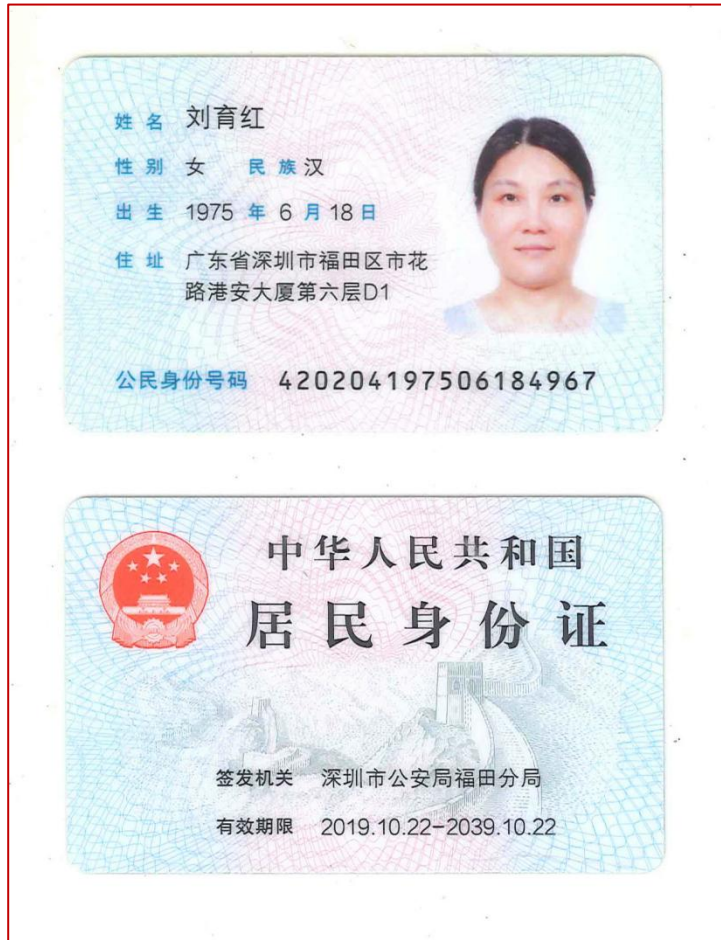 姓名 刘育红
性别 女 民族 汉
出生 1975 年 6 月 18 日
住址 广东省深圳市福田区市花
路港安大厦第六层D1
公民身份号码 420204197506184967
中华人民共和国
居民身份证
签发机关 深圳市公安局福田分局
有效期限 2019.10.22-2039.10.22